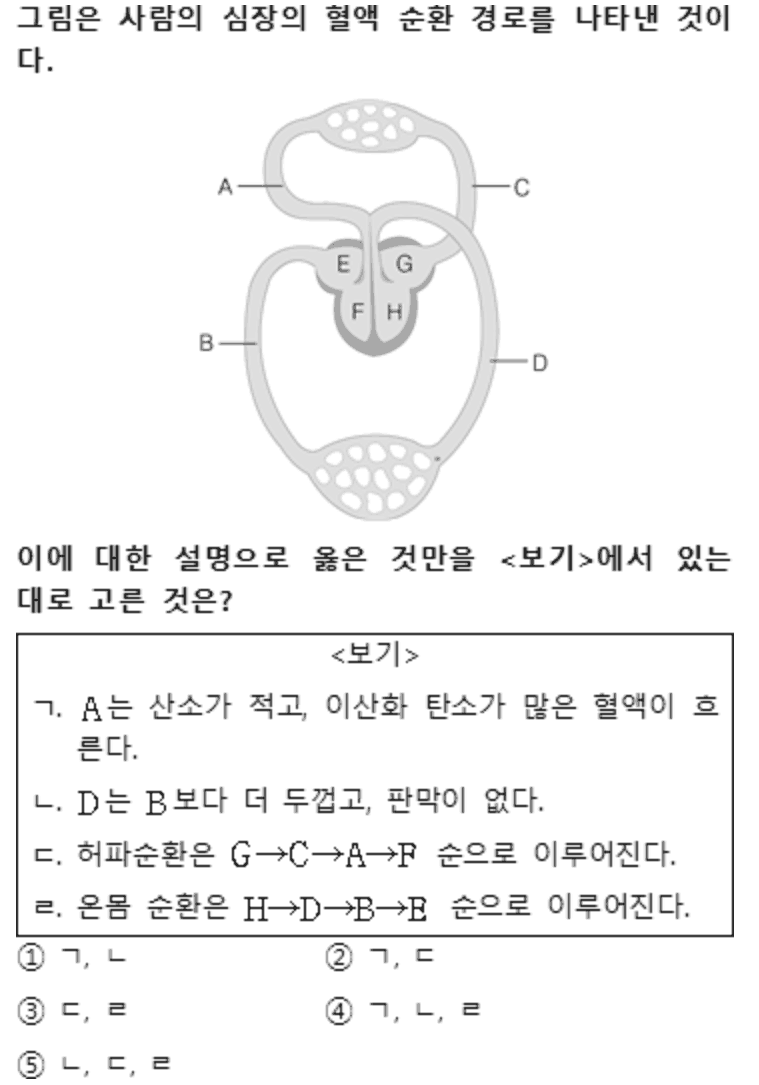 그림은 사람의 심장의 혈액 순환 경로를 나타낸 것이
다.
A
C
E
G
F
H
B
D
이에 대한 설명으로 옳은 것만을 <보기>에서 있는
대로 고른 것은?
<보기>
ㄱ. A는 산소가 적고, 이산화 탄소가 많은 혈액이 흐
른다.
ㄴ. D는 B보다 더 두껍고, 판막이 없다.
ㄷ. 허파순환은 G→C→A→F 순으로 이루어진다.
ㄹ. 온몸 순환은 H→D→B→E 순으로 이루어진다.
① ㄱ, ㄴ ② ㄱ, ㄷ
③ ㄷ, ㄹ ④ ㄱ, ㄴ, ㄹ
⑤ ㄴ, ㄷ, ㄹ